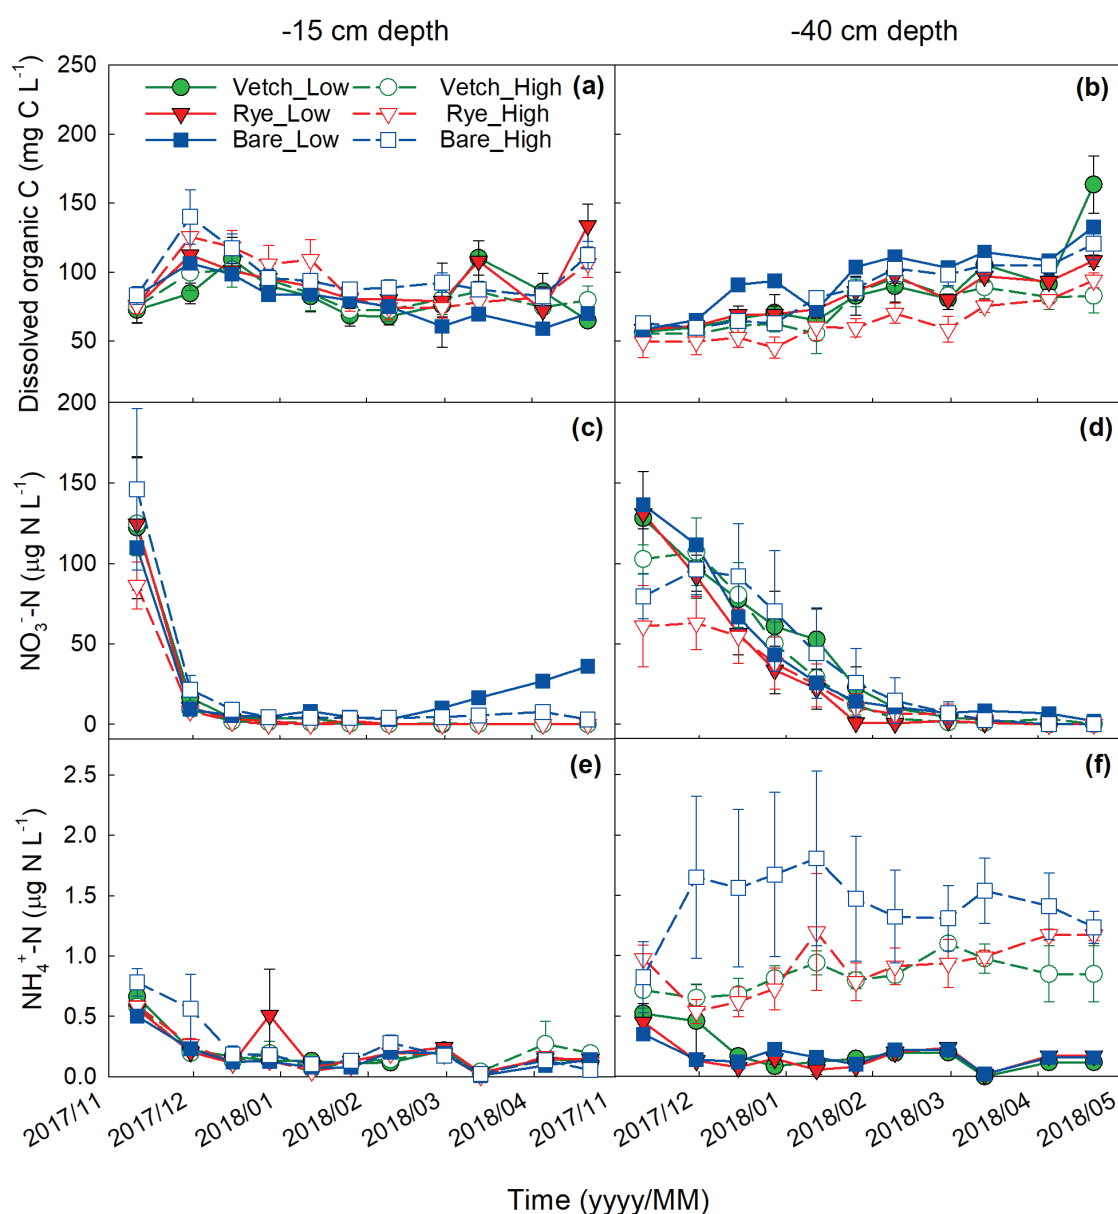 -15 cm depth
-40 cm depth
Dissolved organic C (mg C L⁻¹)
250
200
150
100
50
Vetch_Low
Vetch_High
Rye_Low
Rye_High
Bare_Low
Bare_High
(a)
(b)
NO₃⁻-N (µg N L⁻¹)
200
150
100
50
0
(c)
(d)
NH₄⁺-N (µg N L⁻¹)
2.5
2.0
1.5
1.0
0.5
0.0
(e)
(f)
2017/11
2017/12
2018/01
2018/02
2018/03
2018/04
2017/11
2017/12
2018/01
2018/02
2018/03
2018/04
2018/05
Time (yyyy/MM)